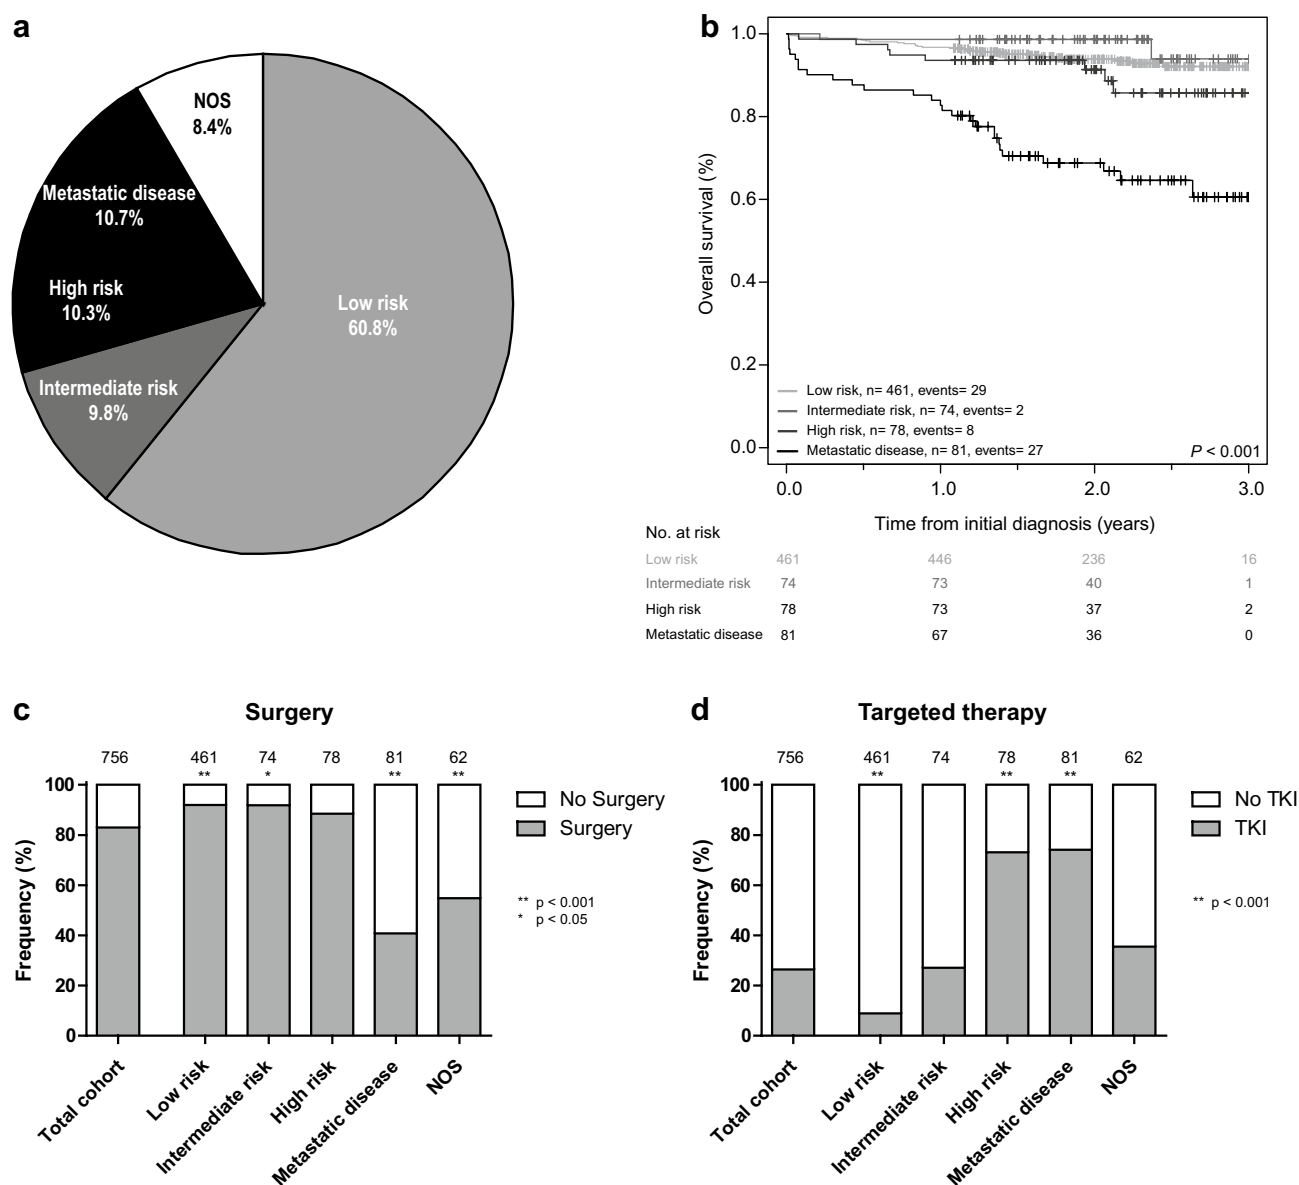 a
NOS
8.4%
Metastatic disease
10.7%
High risk
10.3%
Low risk
60.8%
Intermediate risk
9.8%
b
Overall survival (%)
1.0
0.8
0.6
0.4
0.2
0.0
Low risk, n= 461, events= 29
Intermediate risk, n= 74, events= 2
High risk, n= 78, events= 8
Metastatic disease, n= 81, events= 27
P < 0.001
0.0 1.0 2.0 3.0
Time from initial diagnosis (years)
No. at risk
Low risk 461 446 236 16
Intermediate risk 74 73 40 1
High risk 78 73 37 2
Metastatic disease 81 67 36 0
c
Surgery
756 461 74 78 81 62
** * ** **
Frequency (%)
100
80
60
40
20
0
No Surgery
Surgery
** p < 0.001
* p < 0.05
Total cohort
Low risk
Intermediate risk
High risk
Metastatic disease
NOS
d
Targeted therapy
756 461 74 78 81 62
** ** **
Frequency (%)
100
80
60
40
20
0
No TKI
TKI
** p < 0.001
Total cohort
Low risk
Intermediate risk
High risk
Metastatic disease
NOS